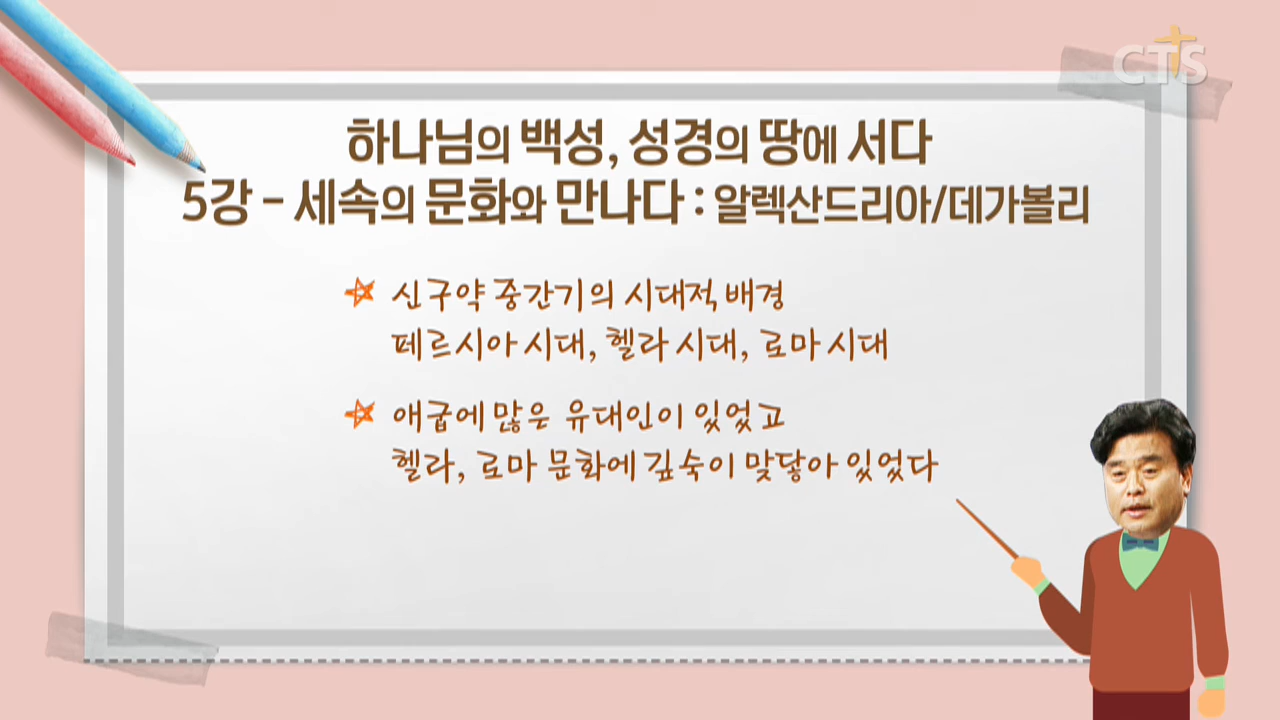 CTS
하나님의 백성, 성경의 땅에 서다
5강 - 세속의 문화와 만나다 : 알렉산드리아/데가볼리
신구약 중간기의 시대적 배경
페르시아 시대, 헬라 시대, 로마 시대
애굽에 많은 유대인이 있었고
헬라, 로마 문화에 깊숙이 맞닿아 있었다